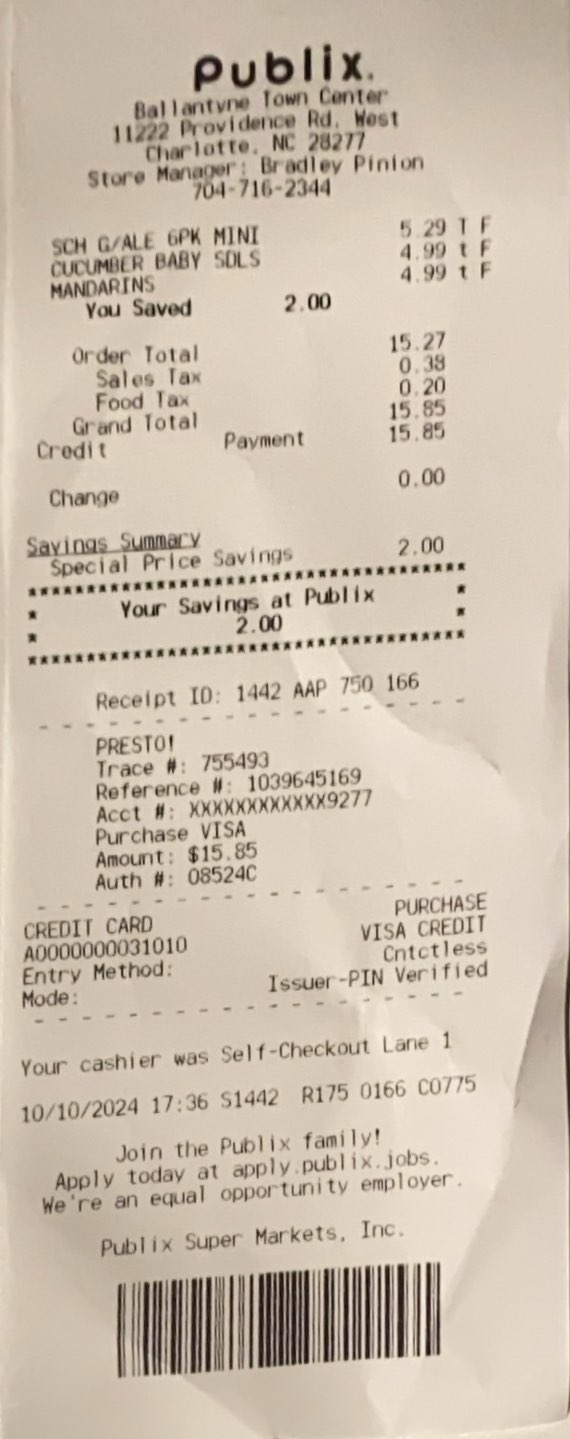 Publix.
Ballantyne Town Center
11222 Providence Rd. West
Charlotte, NC 28277
Store Manager: Bradley Pinion
704-716-2344
SCH G/ALE 6PK MINI 5.29 T F
CUCUMBER BABY SDLS 4.99 t F
MANDARINS 4.99 t F
You Saved 2.00
Order Total 15.27
Sales Tax 0.38
Food Tax 0.20
Grand Total 15.85
Credit Payment 15.85
Change 0.00
Savings Summary
Special Price Savings 2.00
****************************************
* Your Savings at Publix *
* 2.00 *
****************************************
Receipt ID: 1442 AAP 750 166
- - - - - - - - - - - - - - - - - - - -
PRESTO!
Trace #: 755493
Reference #: 1039645169
Acct #: XXXXXXXXXXXX9277
Purchase VISA
Amount: $15.85
Auth #: 08524C
- - - - - - - - - - - - - - - - - - - -
CREDIT CARD PURCHASE
A0000000031010 VISA CREDIT
Entry Method: Cntctless
Mode: Issuer-PIN Verified
- - - - - - - - - - - - - - - - - - - -
Your cashier was Self-Checkout Lane 1
10/10/2024 17:36 S1442 R175 0166 C0775
Join the Publix family!
Apply today at apply.publix.jobs.
We're an equal opportunity employer.
Publix Super Markets, Inc.